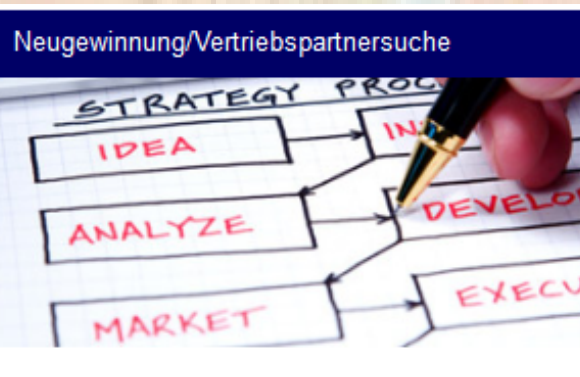 Neugewinnung/Vertriebspartnersuche
STRATEGY
IDEA
ANALYZE
MARKET